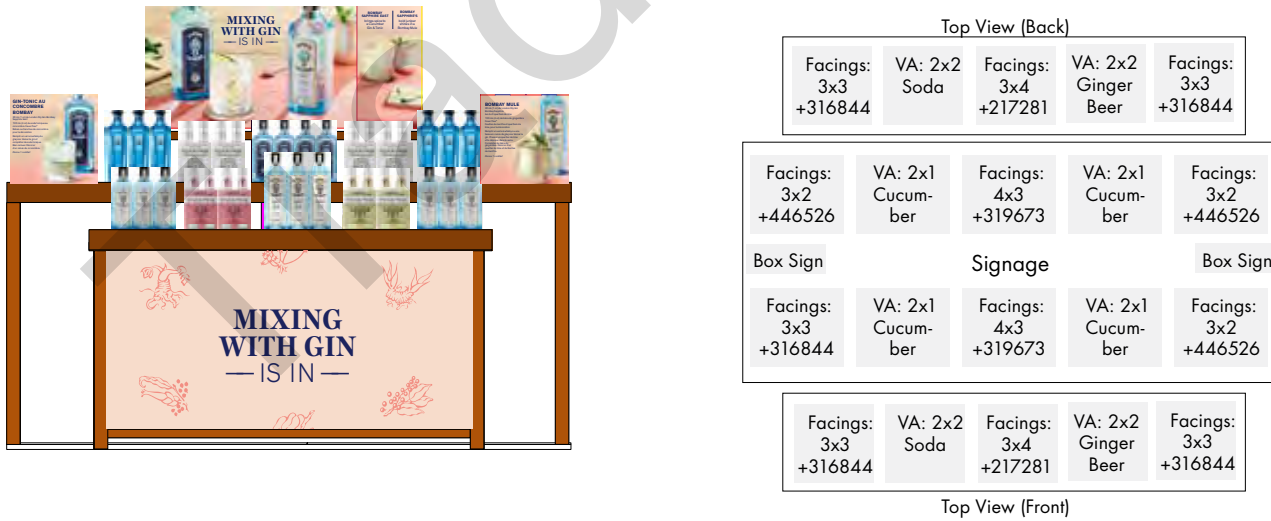 MIXING
WITH GIN
IS IN
BOMBAY
SAPPHIRE EAST
BOMBAY
SAPPHIRE
GIN-TONIC AU
CONCOMBRE
BOMBAY
BOMBAY MULE
MIXING
WITH GIN
IS IN
Top View (Back)
Facings:
3x3
+316844
VA: 2x2
Soda
Facings:
3x4
+217281
VA: 2x2
Ginger
Beer
Facings:
3x3
+316844
Facings:
3x2
+446526
VA: 2x1
Cucum-
ber
Facings:
4x3
+319673
VA: 2x1
Cucum-
ber
Facings:
3x2
+446526
Box Sign
Signage
Box Sign
Facings:
3x3
+316844
VA: 2x1
Cucum-
ber
Facings:
4x3
+319673
VA: 2x1
Cucum-
ber
Facings:
3x2
+446526
Facings:
3x3
+316844
VA: 2x2
Soda
Facings:
3x4
+217281
VA: 2x2
Ginger
Beer
Facings:
3x3
+316844
Top View (Front)